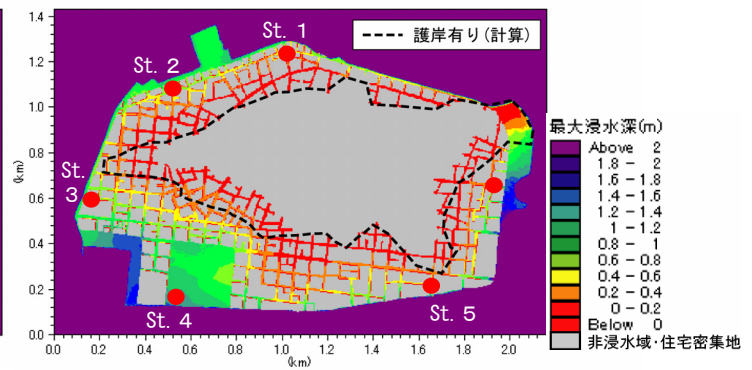 St. 1
護岸有り(計算)
St. 2
St.
3
St. 4
St. 5
1.4
1.2
1.0
0.8
0.6
0.4
0.2
0.0
(km)
0.0 0.2 0.4 0.6 0.8 1.0 1.2 1.4 1.6 1.8 2.0
(km)
最大浸水深(m)
Above 2
1.8 - 2
1.6 - 1.8
1.4 - 1.6
1.2 - 1.4
1 - 1.2
0.8 - 1
0.6 - 0.8
0.4 - 0.6
0.2 - 0.4
0 - 0.2
Below 0
非浸水域・住宅密集地